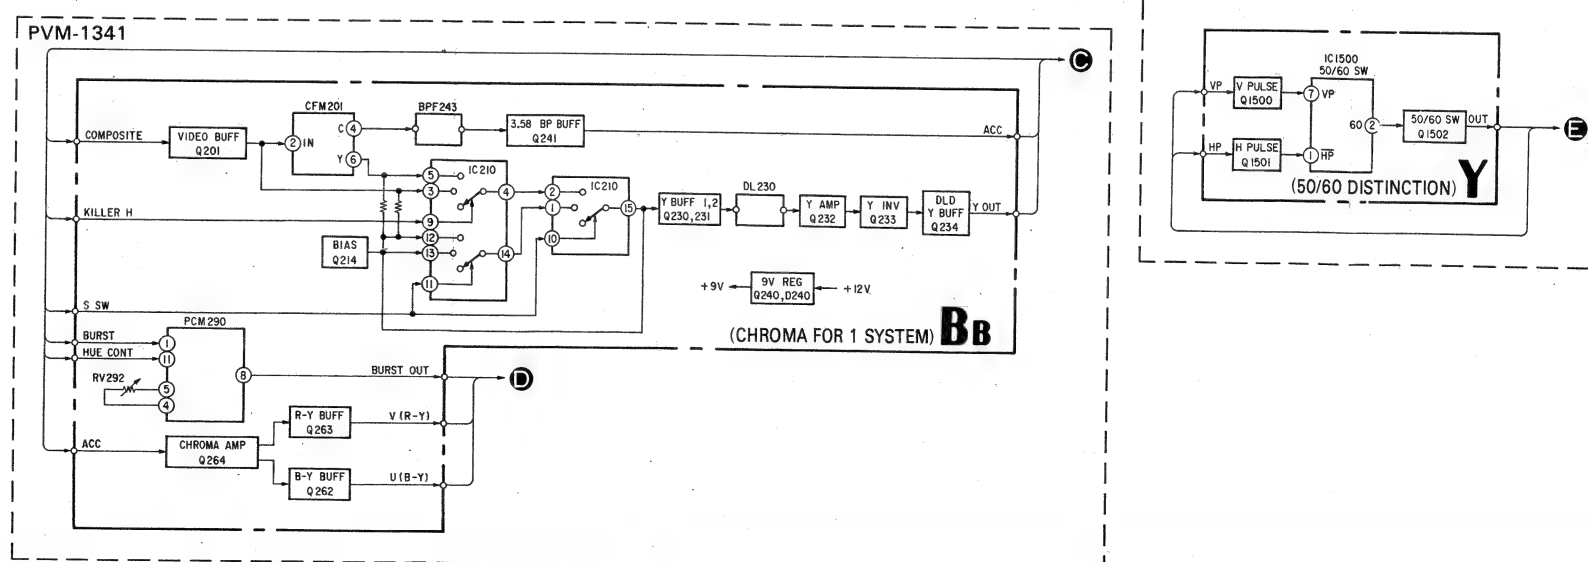 PVM-1341
C
COMPOSITE
VIDEO BUFF
Q201
CFM201
2 IN
C 4
Y 6
BPF243
3.58 BP BUFF
Q241
ACC
KILLER H
BIAS
Q214
IC210
5
3
9
12
13
11
4
14
IC210
2
1
10
15
Y BUFF 1,2
Q230,231
DL230
Y AMP
Q232
Y INV
Q233
DLD
Y BUFF
Q234
Y OUT
+9V
9V REG
Q240,D240
+12V
S SW
(CHROMA FOR 1 SYSTEM) BB
BURST
HUE CONT
PCM290
1
11
5
4
8
RV292
BURST OUT
D
ACC
CHROMA AMP
Q264
R-Y BUFF
Q263
V (R-Y)
B-Y BUFF
Q262
U (B-Y)
VP
V PULSE
Q1500
HP
H PULSE
Q1501
IC1500
50/60 SW
7 VP
1 HP
60 2
50/60 SW
Q1502
OUT
E
(50/60 DISTINCTION) Y